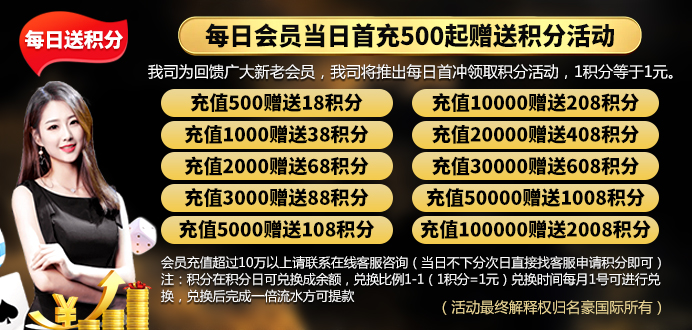 每日送积分
每日会员当日首充500起赠送积分活动
我司为回馈广大新老会员，我司将推出每日首冲领取积分活动，1积分等于1元。
充值500赠送18积分
充值10000赠送208积分
充值1000赠送38积分
充值20000赠送408积分
充值2000赠送68积分
充值30000赠送608积分
充值3000赠送88积分
充值50000赠送1008积分
充值5000赠送108积分
充值100000赠送2008积分
会员充值超过10万以上请联系在线客服咨询（当日不下分次日直接找客服申请积分即可）
注：积分在积分日可兑换成余额，兑换比例1-1（1积分=1元）兑换时间每月1号可进行兑
换，兑换后完成一倍流水方可提款
（活动最终解释权归名豪国际所有）